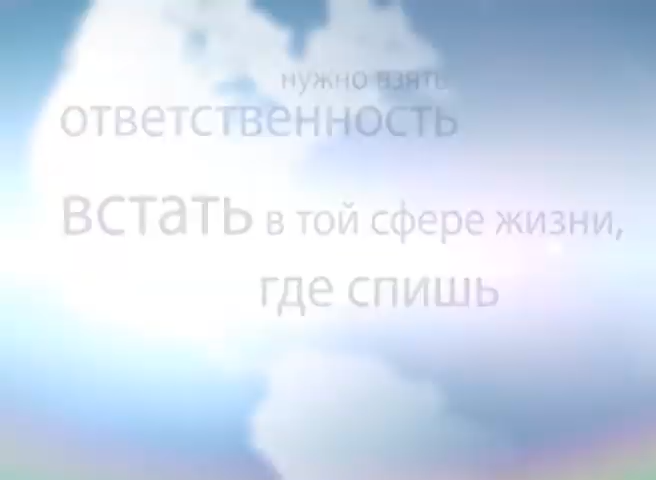 нужно взять
ответственность
встать в той сфере жизни,
где спишь